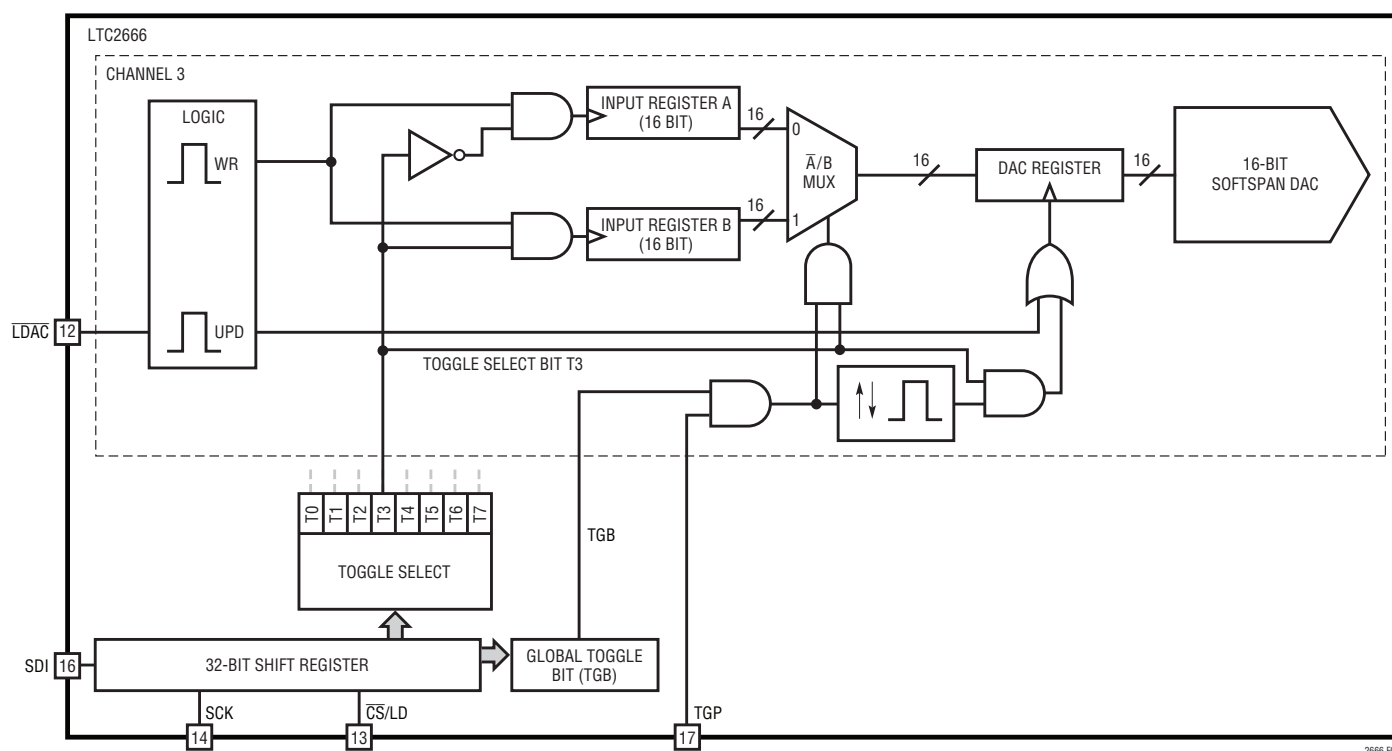 LTC2666
CHANNEL 3
LOGIC
WR
UPD
INPUT REGISTER A
(16 BIT)
16
0
A̅/B
MUX
16
DAC REGISTER
16
16-BIT
SOFTSPAN DAC
INPUT REGISTER B
(16 BIT)
16
1
L̅D̅A̅C̅
12
TOGGLE SELECT BIT T3
T0
T1
T2
T3
T4
T5
T6
T7
TOGGLE SELECT
TGB
SDI
16
32-BIT SHIFT REGISTER
GLOBAL TOGGLE
BIT (TGB)
SCK
C̅S̅/LD
TGP
14
13
17